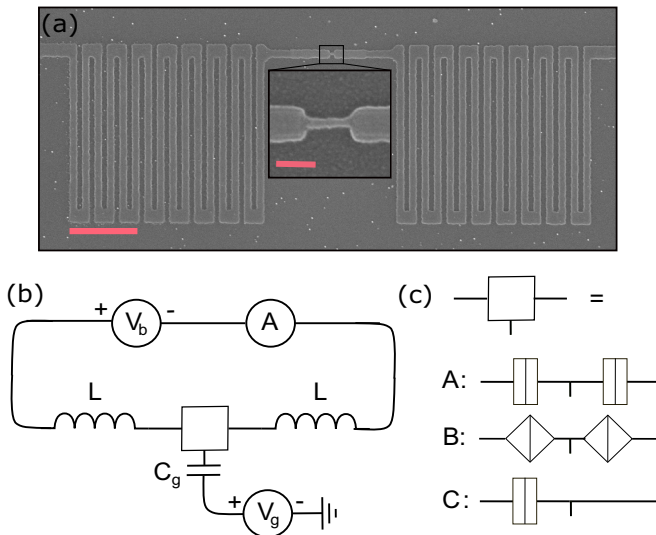 (a)
(b)
+ V_b - A
L L
C_g
+ V_g -
(c)
=
A:
B:
C: